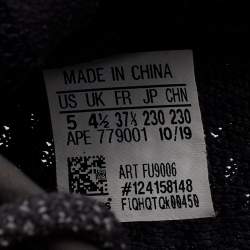 MADE IN CHINA
US UK FR JP CHN
5 4½ 37⅓ 230 230
APE 779001 10/19
ART FU9006
#124158148
F1QHQTQk00450